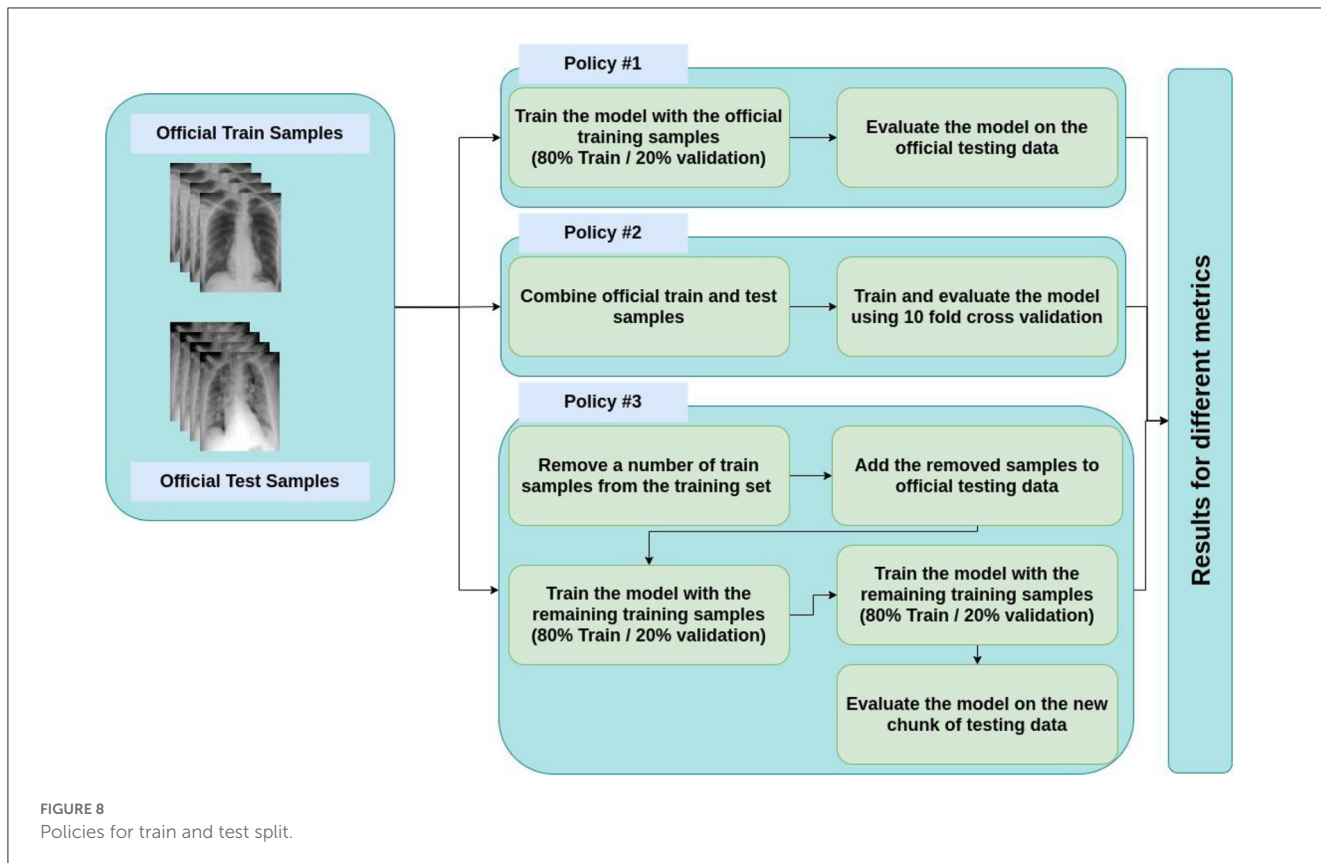 Official Train Samples
Official Test Samples
Policy #1
Train the model with the official
training samples
(80% Train / 20% validation)
Evaluate the model on the
official testing data
Policy #2
Combine official train and test
samples
Train and evaluate the model
using 10 fold cross validation
Policy #3
Remove a number of train
samples from the training set
Add the removed samples to
official testing data
Train the model with the
remaining training samples
(80% Train / 20% validation)
Train the model with the
remaining training samples
(80% Train / 20% validation)
Evaluate the model on the new
chunk of testing data
Results for different metrics
FIGURE 8
Policies for train and test split.